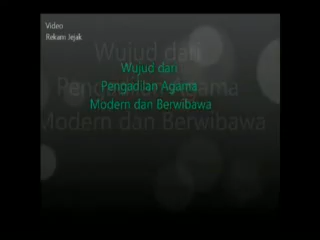 Video
Rekam Jejak
Wujud dari
Pengadilan Agama
Modern dan Berwibawa
Wujud dari
Pengadilan Agama
Modern dan Berwibawa